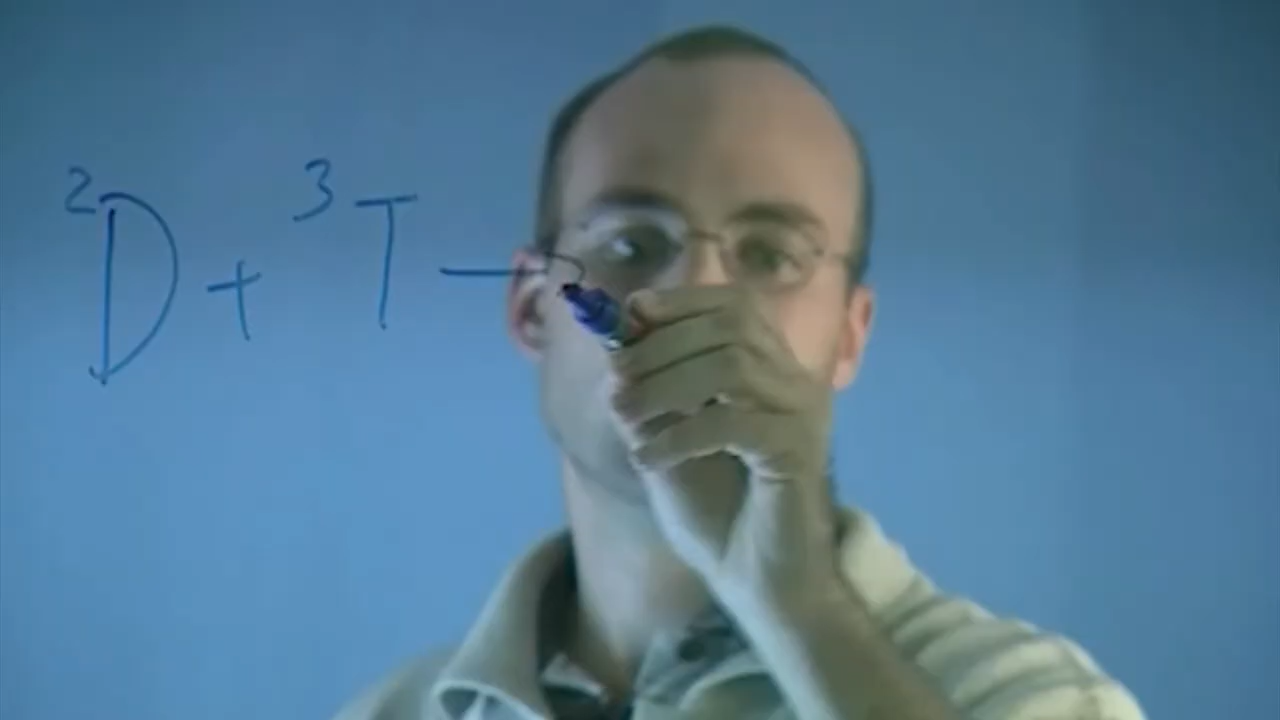 ²D + ³T →